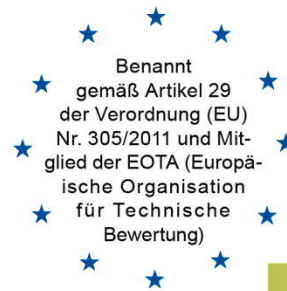 Benannt
gemäß Artikel 29
der Verordnung (EU)
Nr. 305/2011 und Mit-
glied der EOTA (Europä-
ische Organisation
für Technische
Bewertung)